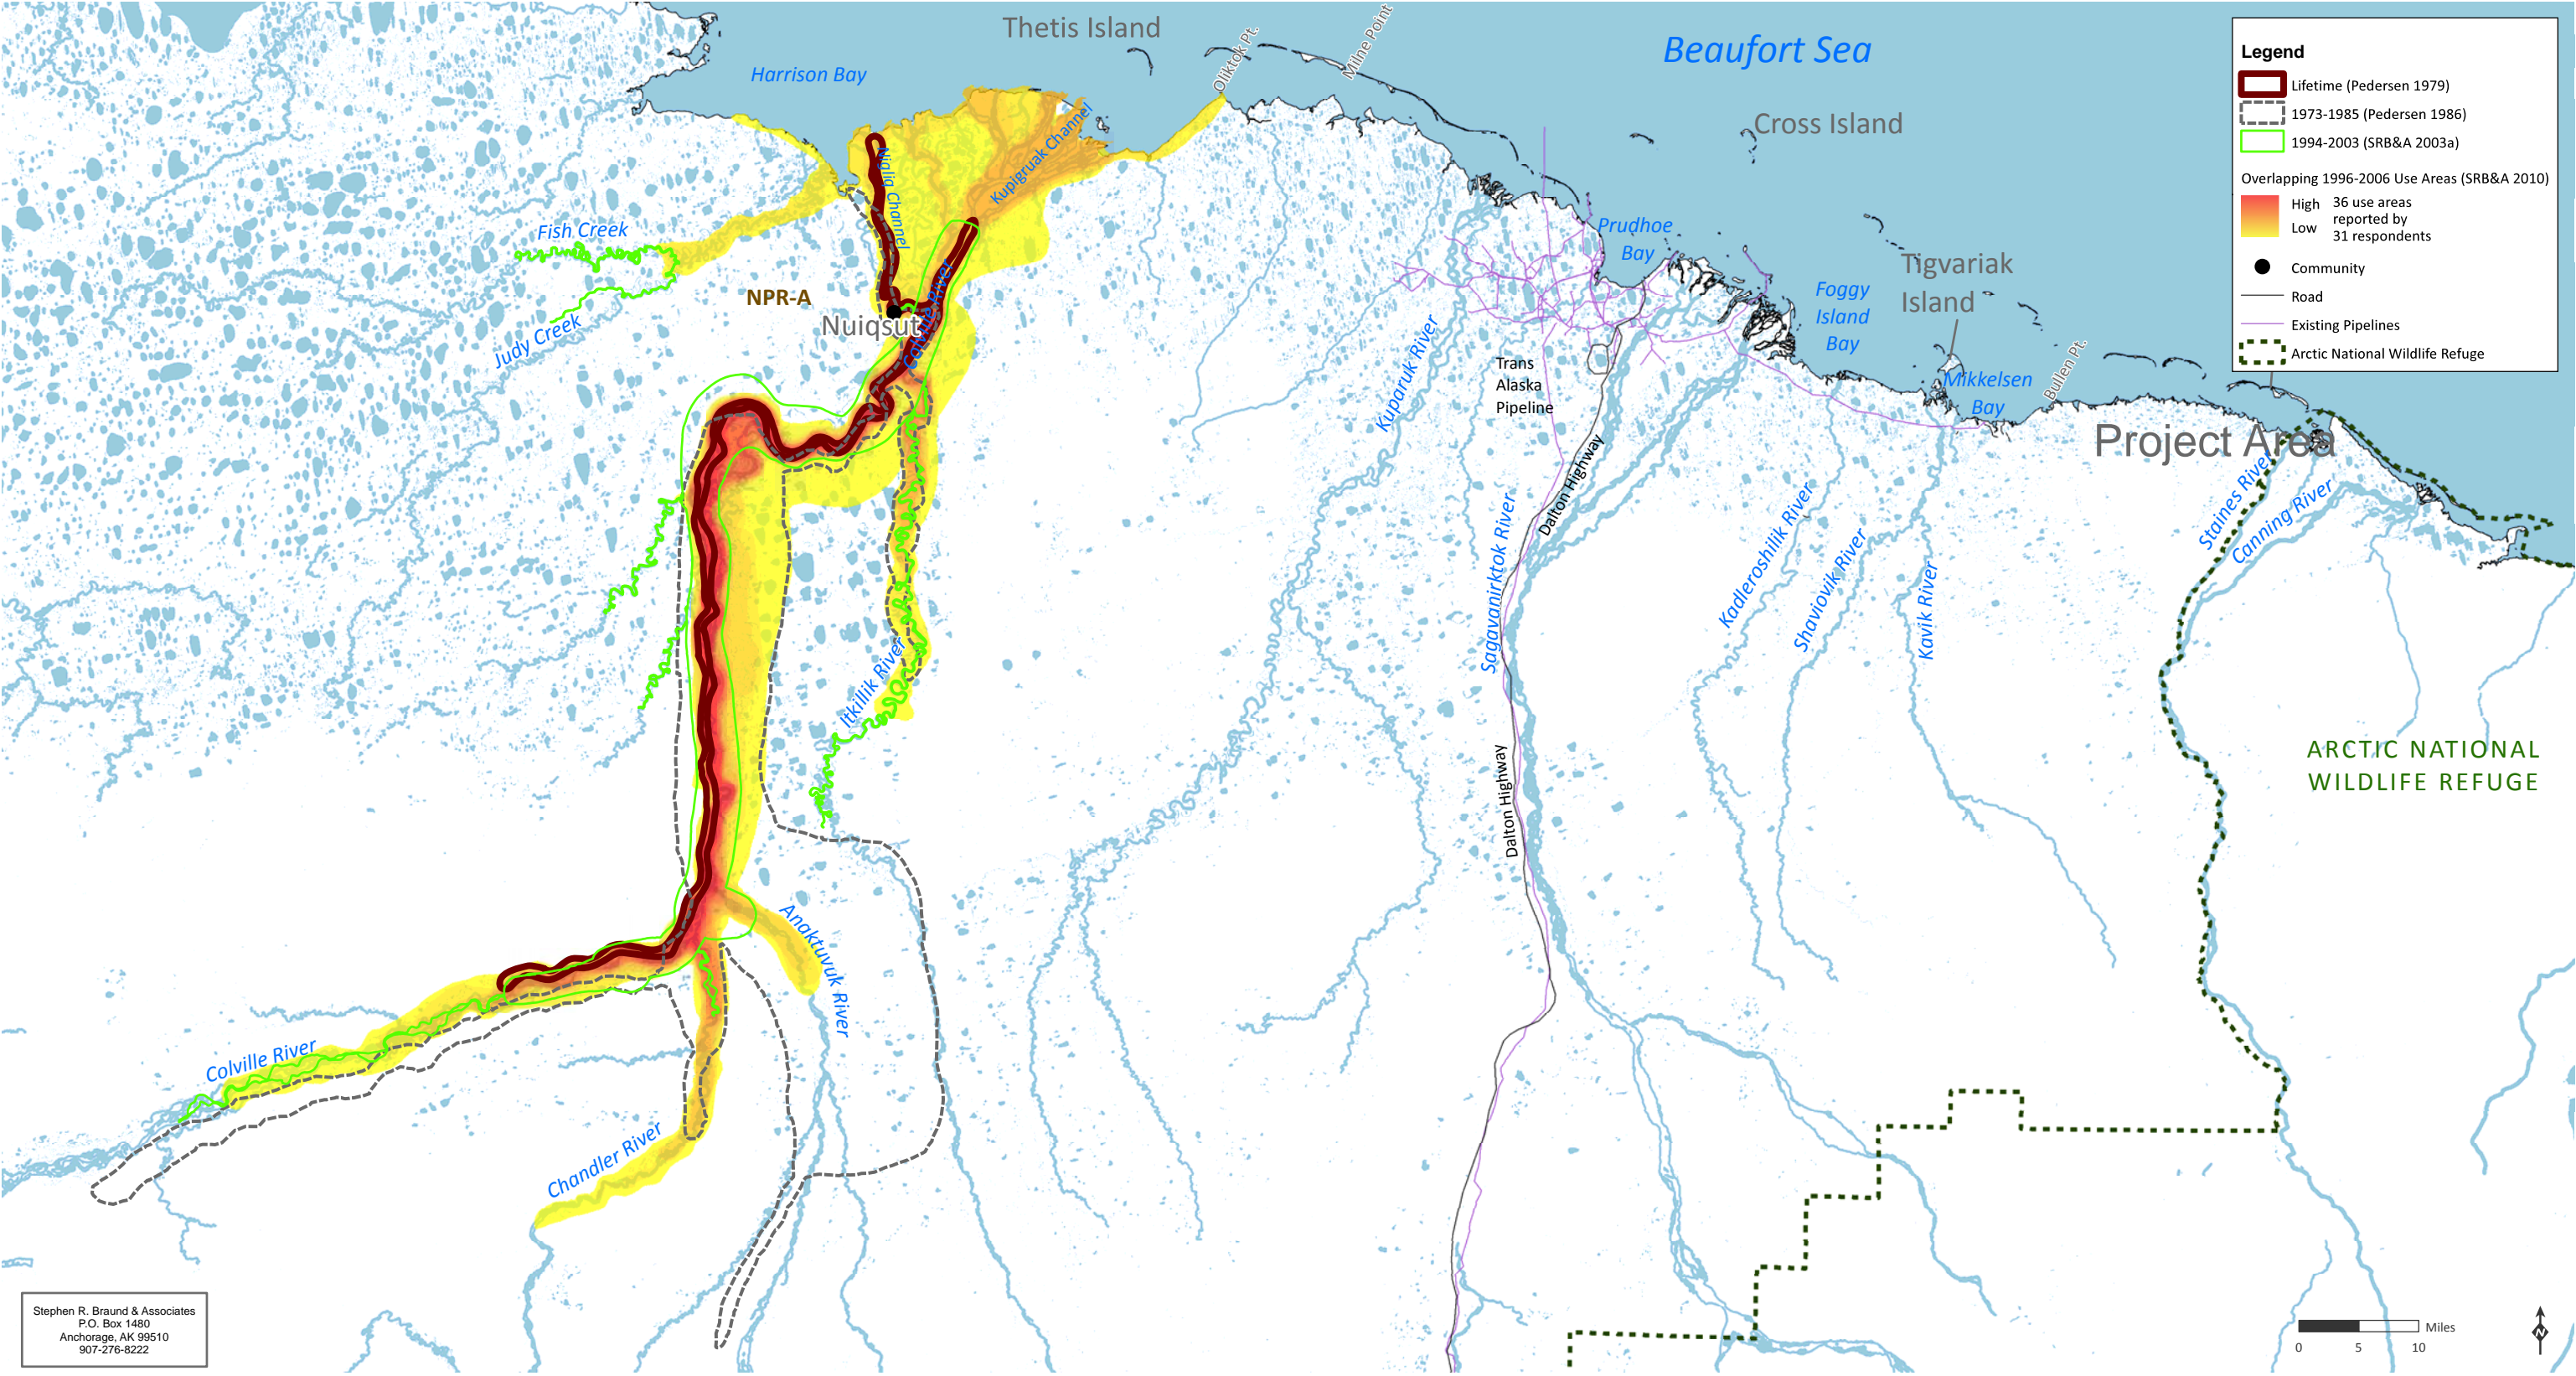 Thetis Island
Oliktok Pt.
Milne Point
Beaufort Sea
Harrison Bay
Cross Island
Nigliq Channel
Kupigruak Channel
Fish Creek
Judy Creek
NPR-A
Nuiqsut
Colville River
Prudhoe
Bay
Tigvariak
Island
Foggy
Island
Bay
Mikkelsen
Bay
Bullen Pt.
Kuparuk River
Trans
Alaska
Pipeline
Dalton Highway
Project Area
Staines River
Canning River
Sagavanirktok River
Kadleroshilik River
Shaviovik River
Kavik River
Itkillik River
Dalton Highway
ARCTIC NATIONAL
WILDLIFE REFUGE
Anaktuvuk River
Colville River
Chandler River
Legend
Lifetime (Pedersen 1979)
1973-1985 (Pedersen 1986)
1994-2003 (SRB&A 2003a)
Overlapping 1996-2006 Use Areas (SRB&A 2010)
High 36 use areas
reported by
Low 31 respondents
Community
Road
Existing Pipelines
Arctic National Wildlife Refuge
Stephen R. Braund & Associates
P.O. Box 1480
Anchorage, AK 99510
907-276-8222
Miles
0 5 10
N